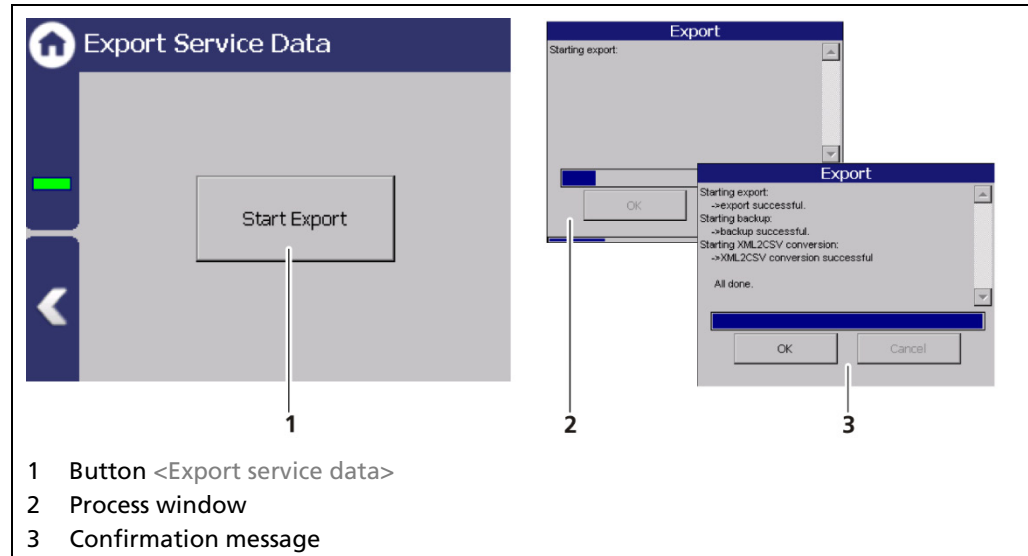 Export Service Data
Start Export
Export
Starting export:
OK
Export
Starting export:
->export successful.
Starting backup:
->backup successful.
Starting XML2CSV conversion:
->XML2CSV conversion successful
All done.
OK
Cancel
1
2
3
1 Button <Export service data>
2 Process window
3 Confirmation message